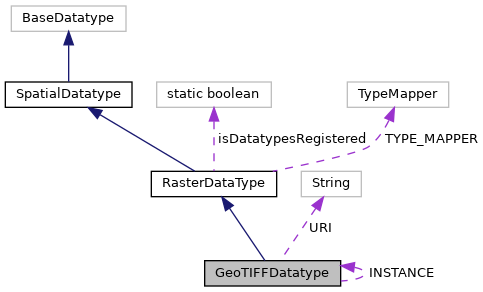 BaseDatatype
SpatialDatatype
static boolean
TypeMapper
isDatatypesRegistered
TYPE_MAPPER
RasterDataType
String
URI
GeoTIFFDatatype
INSTANCE